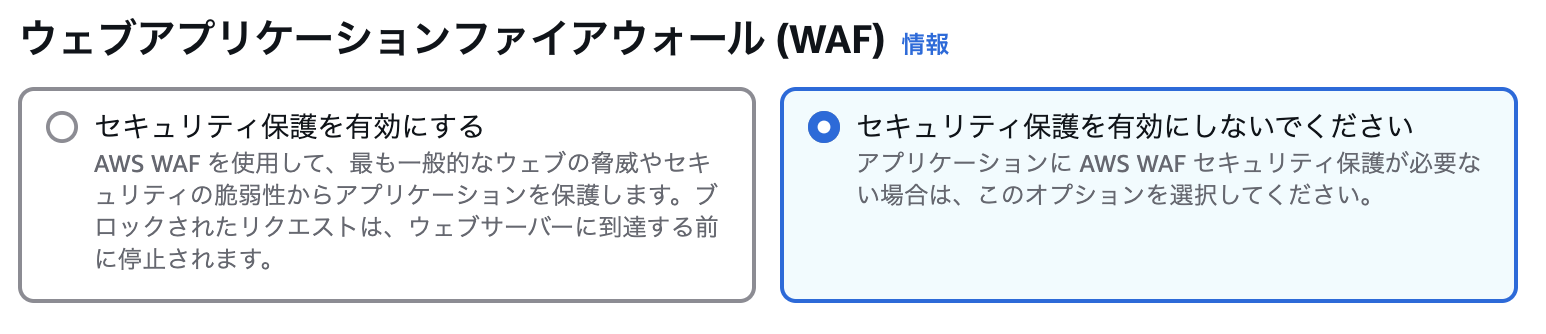 ウェブアプリケーションファイアウォール (WAF) 情報
セキュリティ保護を有効にする
AWS WAF を使用して、最も一般的なウェブの脅威やセキ
ュリティの脆弱性からアプリケーションを保護します。ブ
ロックされたリクエストは、ウェブサーバーに到達する前
に停止されます。
セキュリティ保護を有効にしないでください
アプリケーションに AWS WAF セキュリティ保護が必要な
い場合は、このオプションを選択してください。